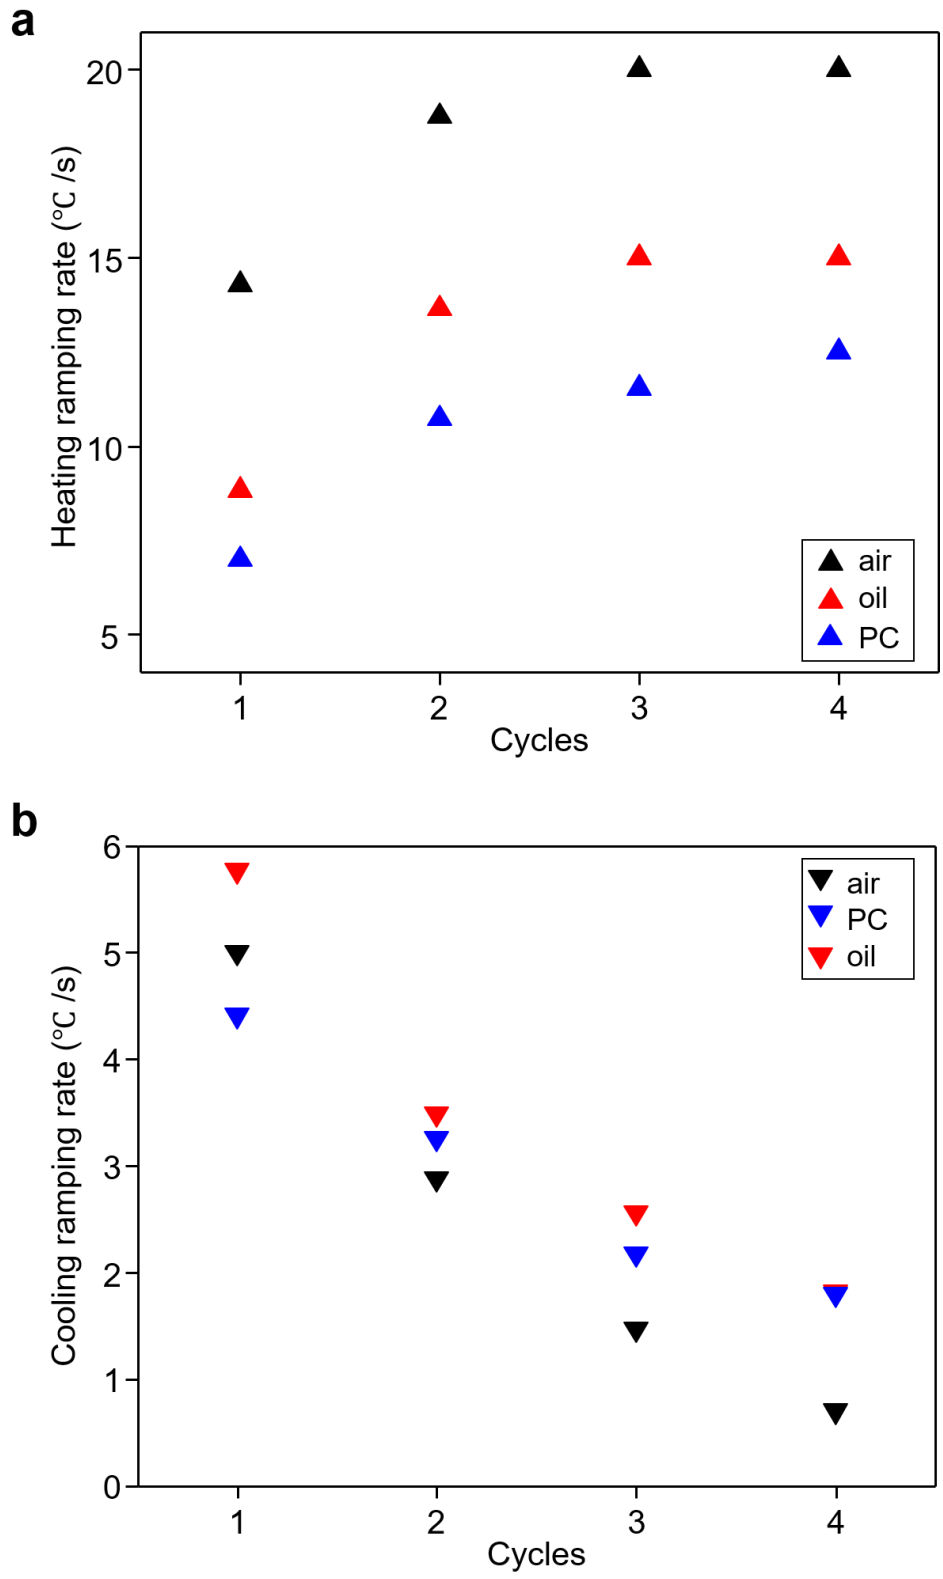 a
Heating ramping rate (℃ /s)
20
15
10
5
air
oil
PC
1 2 3 4
Cycles
b
Cooling ramping rate (℃ /s)
6
5
4
3
2
1
0
air
PC
oil
1 2 3 4
Cycles